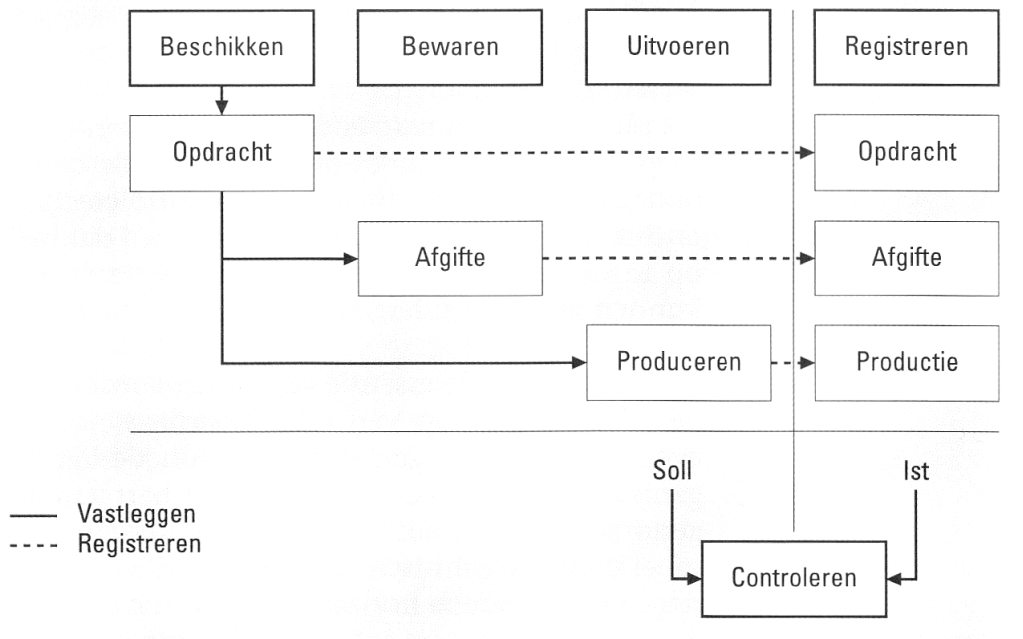 Beschikken
Bewaren
Uitvoeren
Registreren
Opdracht
Opdracht
Afgifte
Afgifte
Produceren
Productie
Soll
Ist
Vastleggen
Registreren
Controleren